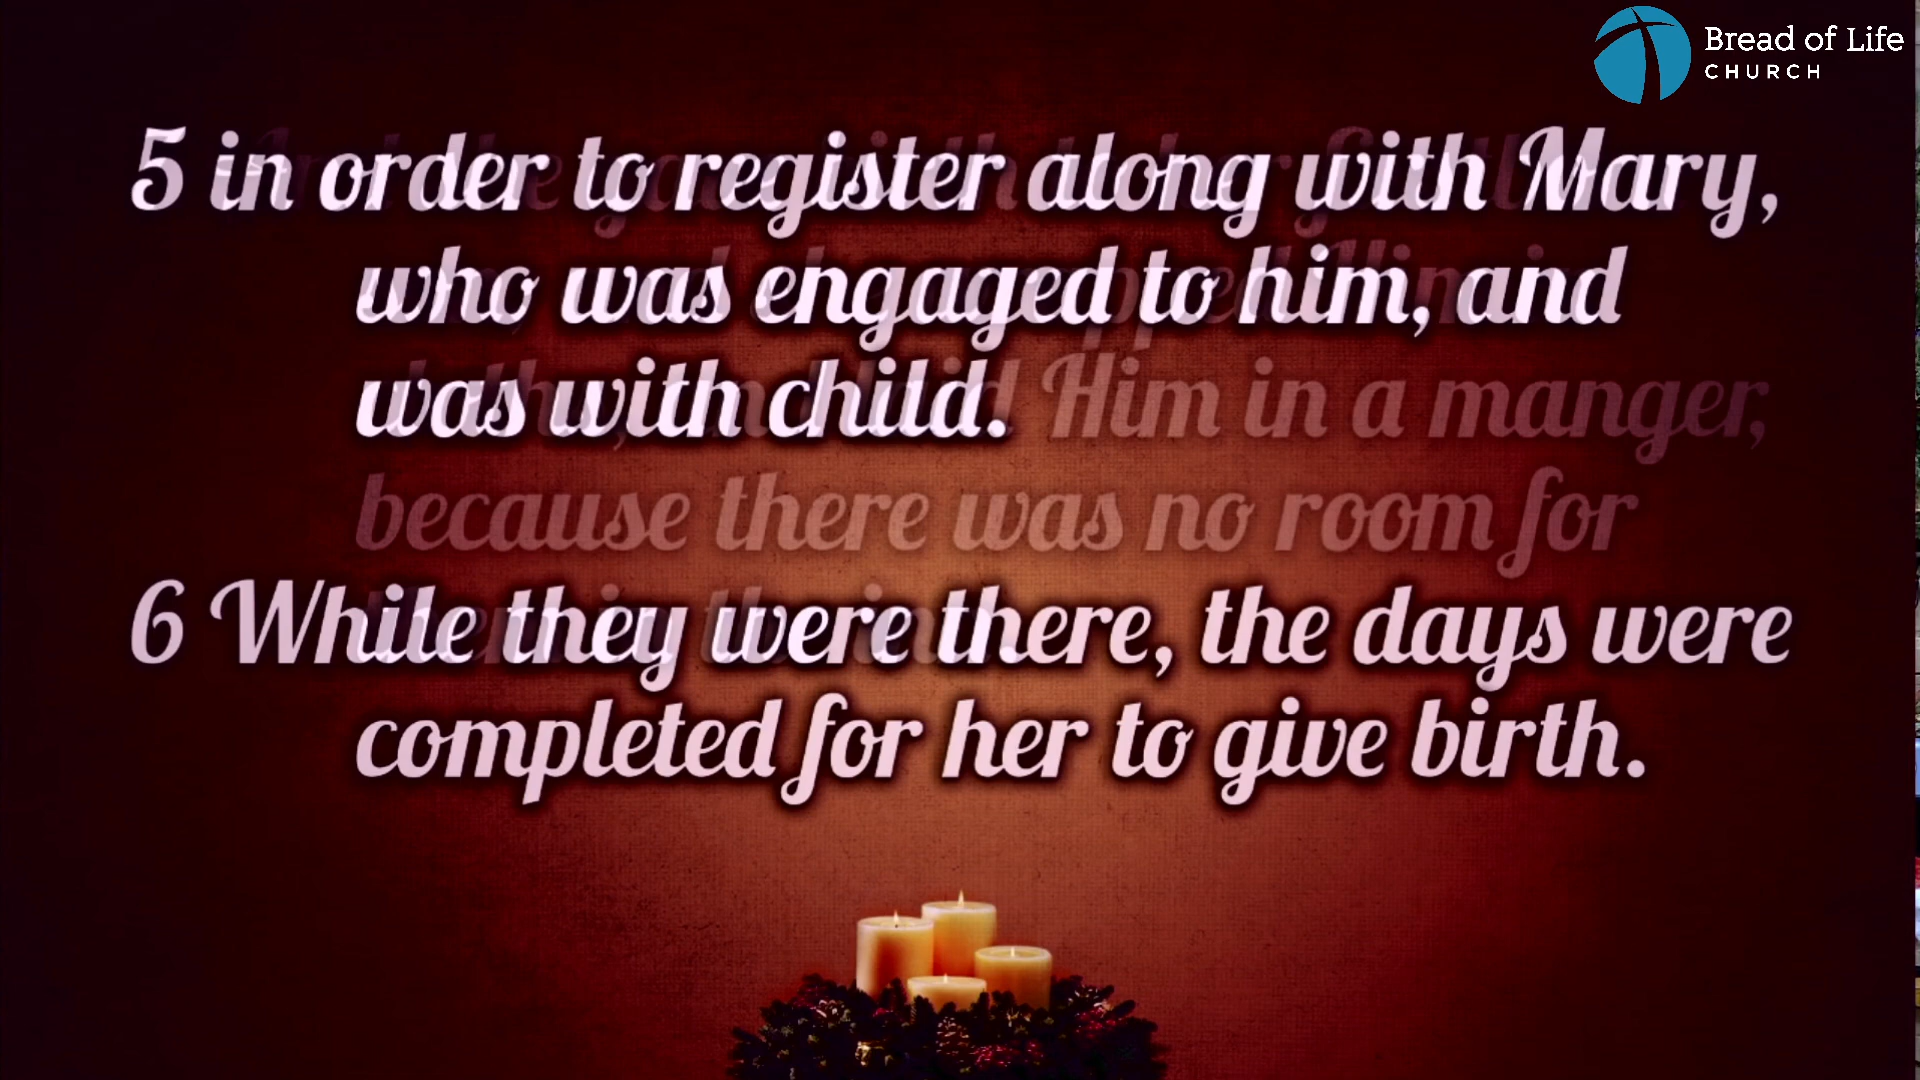 Bread of Life
CHURCH
5 in order to register along with Mary,
who was engaged to him, and
was with child.
Him in a manger,
because there was no room for
6 While they were there, the days were
completed for her to give birth.